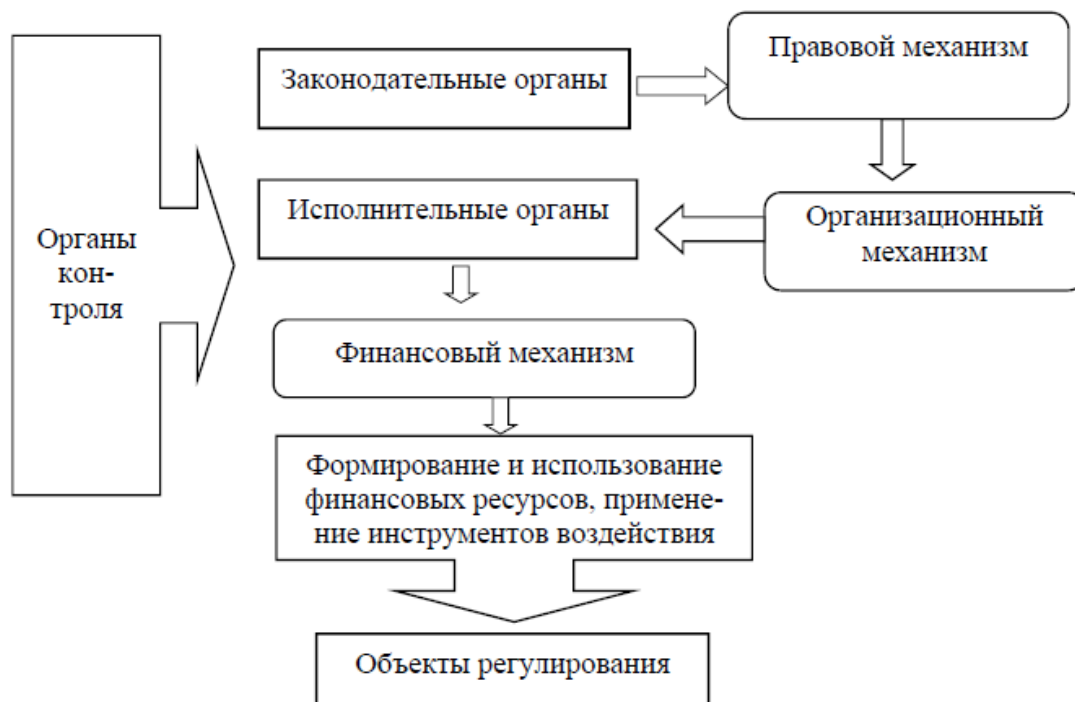 Органы
кон-
троля
Законодательные органы
Правовой механизм
Исполнительные органы
Организационный
механизм
Финансовый механизм
Формирование и использование
финансовых ресурсов, примене-
ние инструментов воздействия
Объекты регулирования